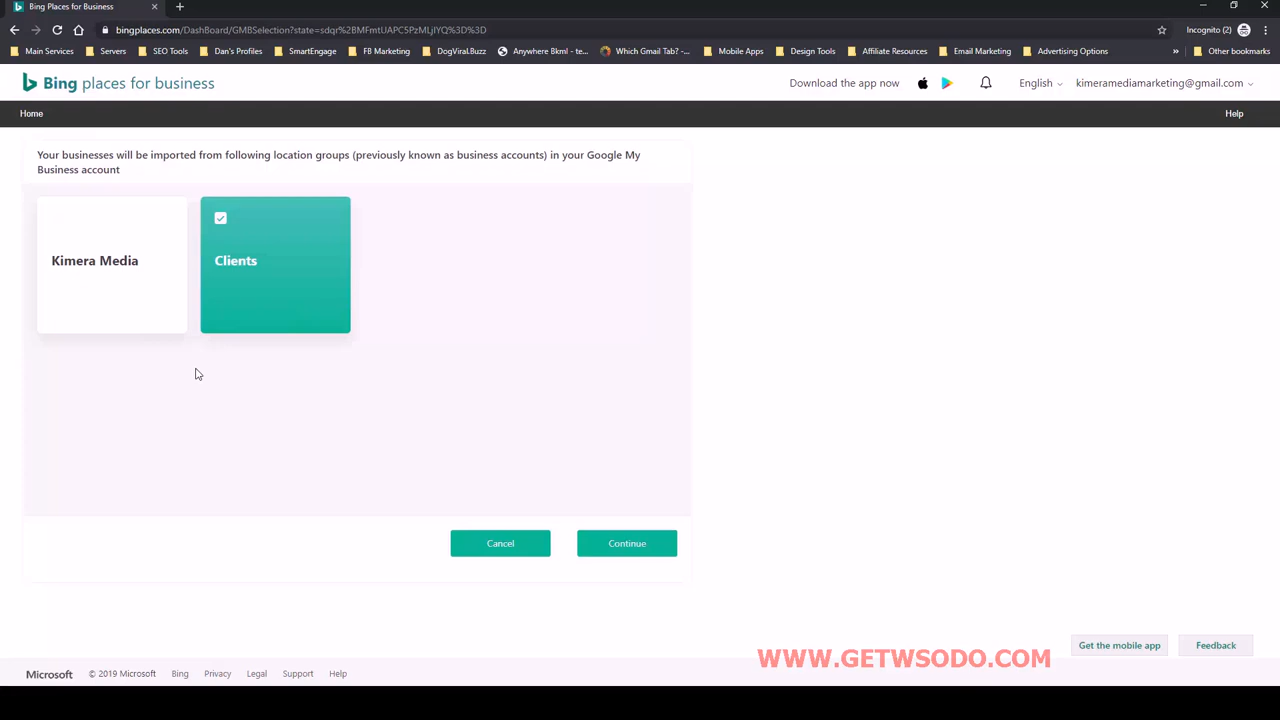 Bing Places for Business
bingplaces.com/DashBoard/GMBSelection?state=sdqr%2BMFmtUAPC5PzMLjIYQ%3D%3D
Incognito (2)
Main Services
Servers
SEO Tools
Dan's Profiles
SmartEngage
FB Marketing
DogViral.Buzz
Anywhere Bkml - te...
Which Gmail Tab? -...
Mobile Apps
Design Tools
Affiliate Resources
Email Marketing
Advertising Options
»
Other bookmarks
Bing places for business
Download the app now
English
kimeramediamarketing@gmail.com
Home
Help
Your businesses will be imported from following location groups (previously known as business accounts) in your Google My
Business account
Kimera Media
Clients
Cancel
Continue
Get the mobile app
Feedback
WWW.GETWSODO.COM
Microsoft
© 2019 Microsoft
Bing
Privacy
Legal
Support
Help